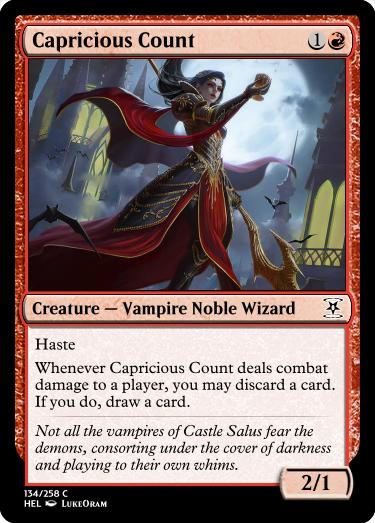 Capricious Count 1
Creature — Vampire Noble Wizard
Haste
Whenever Capricious Count deals combat
damage to a player, you may discard a card.
If you do, draw a card.
Not all the vampires of Castle Salus fear the
demons, consorting under the cover of darkness
and playing to their own whims.
2/1
134/258 C
HEL LukeOram